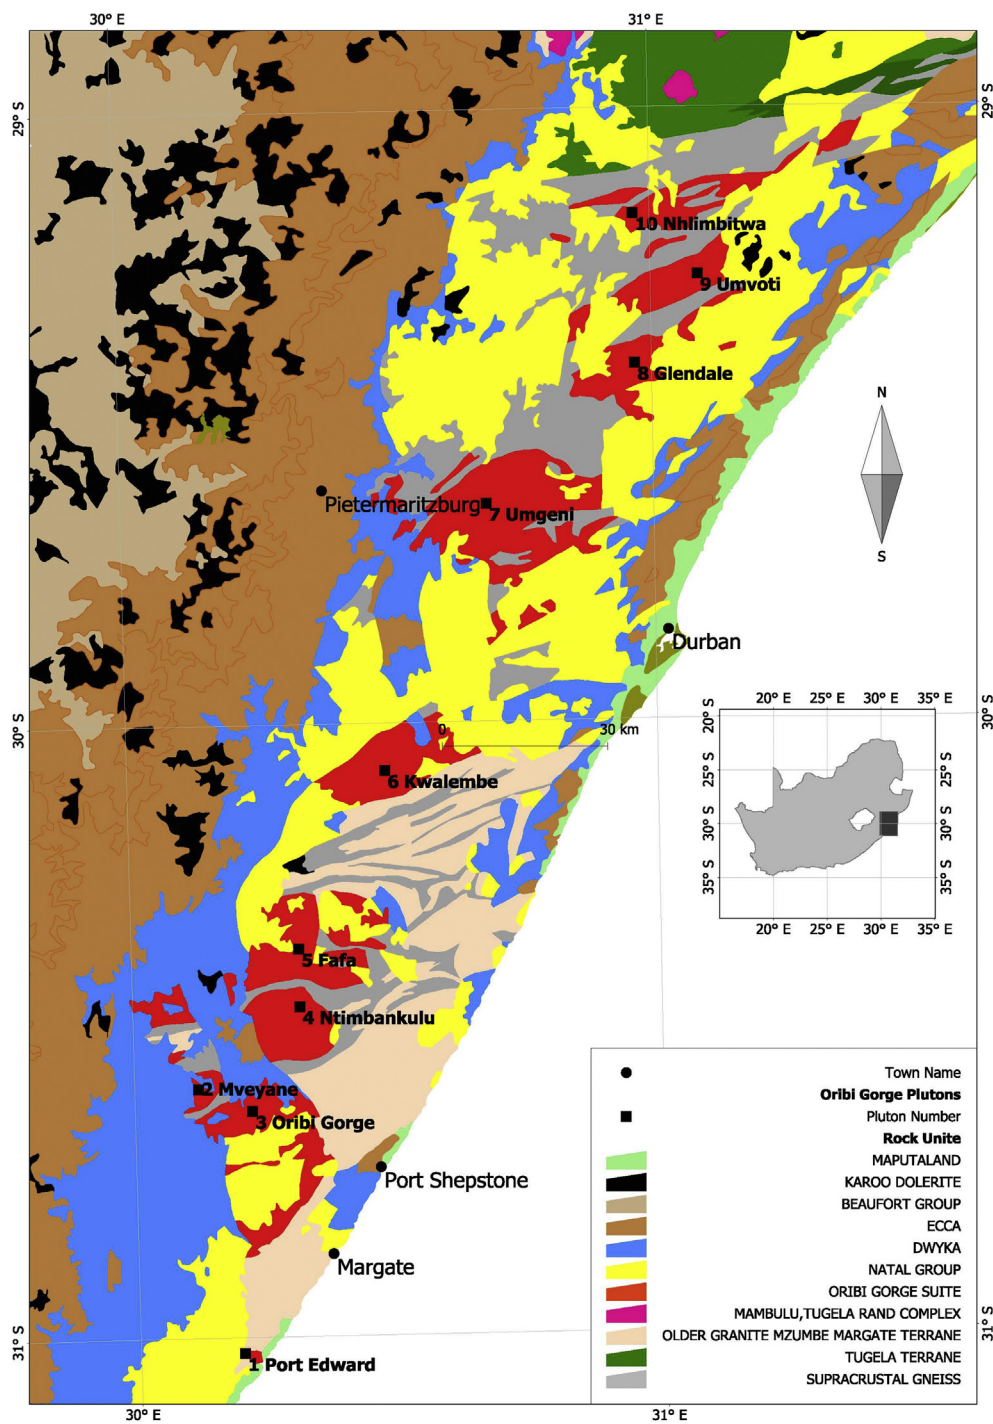 30° E
31° E
29° S
29° S
10 Nhlimbitwa
9 Umvoti
8 Glendale
N
S
Pietermaritzburg
7 Umgeni
Durban
30° S
30° S
0
30 km
6 Kwalembe
20° E
25° E
30° E
35° E
20° S
20° S
25° S
25° S
30° S
30° S
35° S
35° S
20° E
25° E
30° E
35° E
5 Fafa
4 Ntimbankulu
2 Mveyane
3 Oribi Gorge
Port Shepstone
Margate
1 Port Edward
31° S
31° S
Town Name
Oribi Gorge Plutons
Pluton Number
Rock Unite
MAPUTALAND
KAROO DOLERITE
BEAUFORT GROUP
ECCA
DWYKA
NATAL GROUP
ORIBI GORGE SUITE
MAMBULU,TUGELA RAND COMPLEX
OLDER GRANITE MZUMBE MARGATE TERRANE
TUGELA TERRANE
SUPRACRUSTAL GNEISS
30° E
31° E